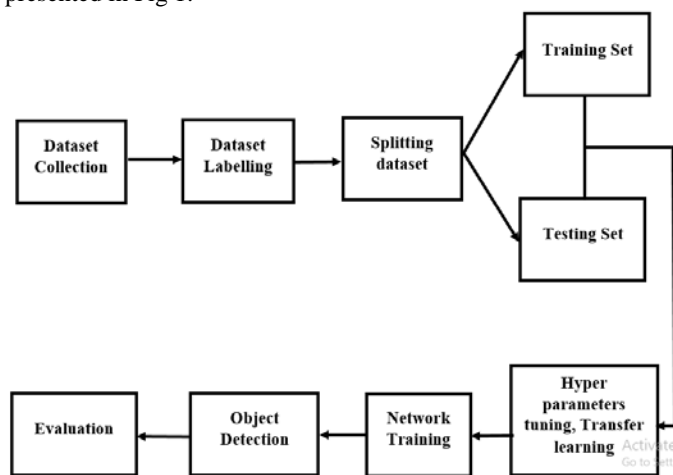 presented in Fig 1.
Training Set
Dataset
Collection
Dataset
Labelling
Splitting
dataset
Testing Set
Evaluation
Object
Detection
Network
Training
Hyper
parameters
tuning, Transfer
learning
Activate
Go to Sett